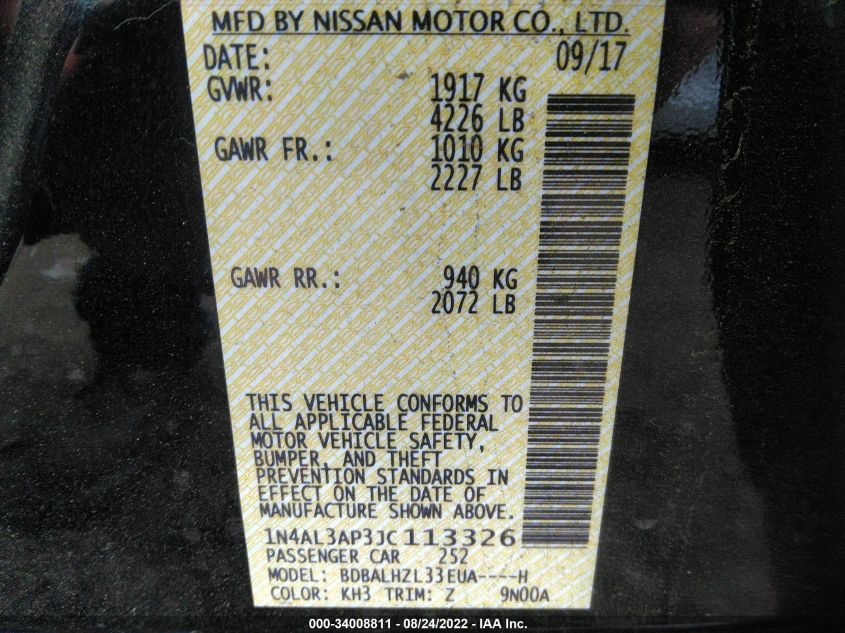 MFD BY NISSAN MOTOR CO., LTD.
DATE: 09/17
GVWR: 1917 KG
4226 LB
GAWR FR.: 1010 KG
2227 LB
GAWR RR.: 940 KG
2072 LB
THIS VEHICLE CONFORMS TO
ALL APPLICABLE FEDERAL
MOTOR VEHICLE SAFETY,
BUMPER, AND THEFT
PREVENTION STANDARDS IN
EFFECT ON THE DATE OF
MANUFACTURE SHOWN ABOVE.
1N4AL3AP3JC113326
PASSENGER CAR 252
MODEL: BDBALHZL33EUA----H
COLOR: KH3 TRIM: Z 9N00A
000-34008811 - 08/24/2022 - IAA Inc.